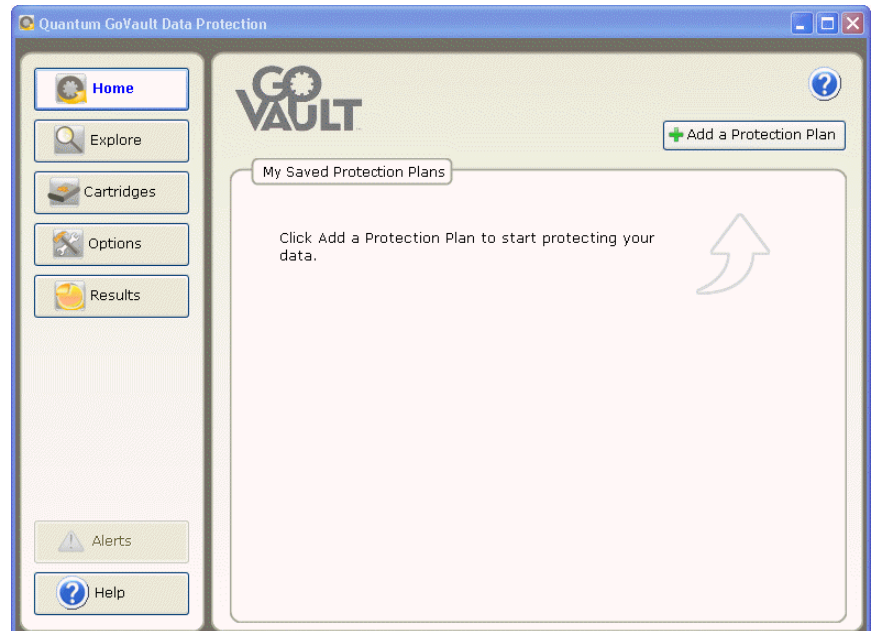 Quantum GoVault Data Protection
Home
Explore
Cartridges
Options
Results
Alerts
Help
GO
VAULT
Add a Protection Plan
My Saved Protection Plans
Click Add a Protection Plan to start protecting your
data.